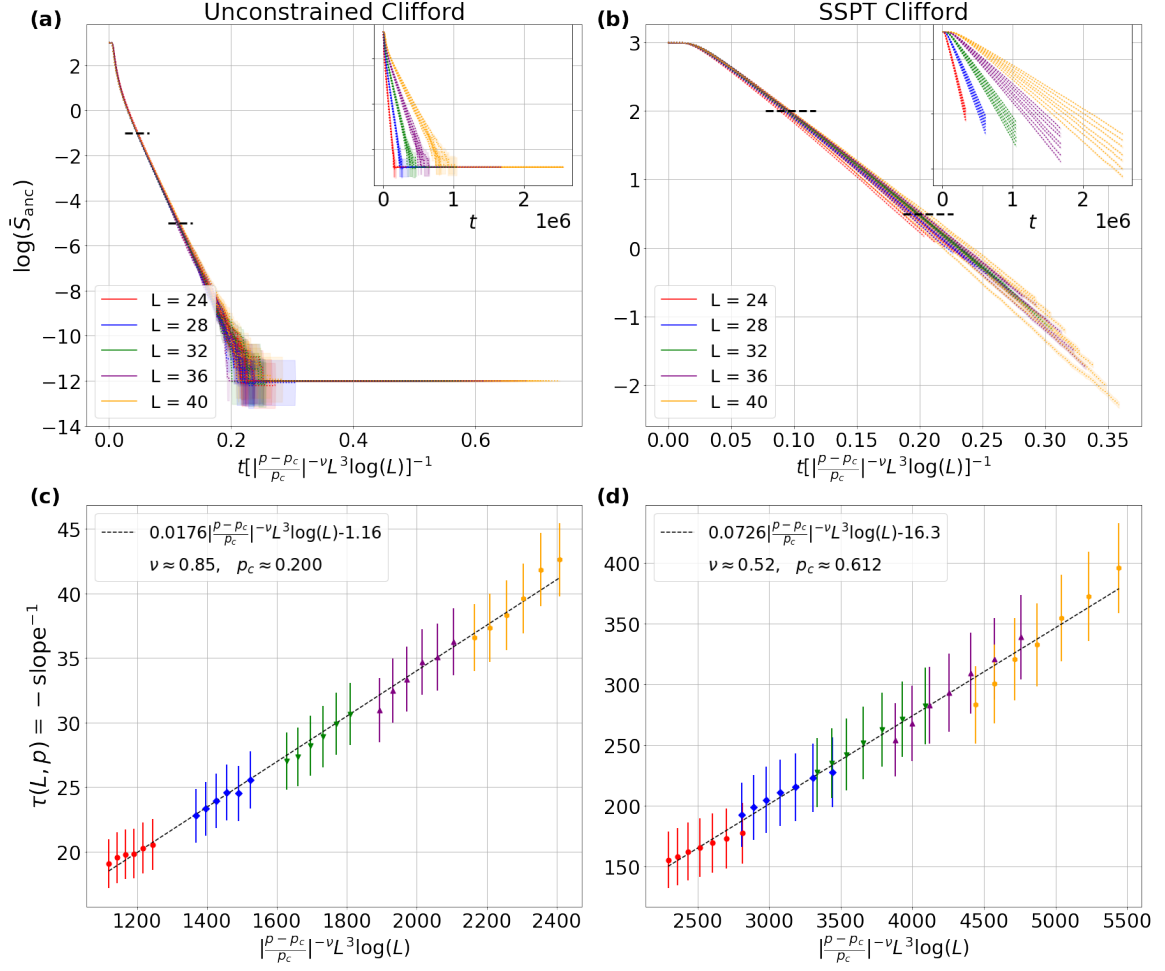 (a)
Unconstrained Clifford
log(S̄anc)
2
0
−2
−4
−6
−8
−10
−12
−14
0.0
0.2
0.4
0.6
t[|p−pc/pc|^−ν L^3 log(L)]^−1
L = 24
L = 28
L = 32
L = 36
L = 40
0
1
2
t
1e6
(b)
SSPT Clifford
3
2
1
0
−1
−2
0.00
0.05
0.10
0.15
0.20
0.25
0.30
0.35
t[|p−pc/pc|^−ν L^3 log(L)]^−1
L = 24
L = 28
L = 32
L = 36
L = 40
0
1
2
t
1e6
(c)
τ(L, p) = − slope^−1
45
40
35
30
25
20
0.0176|p−pc/pc|^−ν L^3 log(L)-1.16
ν≈0.85, pc≈0.200
1200
1400
1600
1800
2000
2200
2400
|p−pc/pc|^−ν L^3 log(L)
(d)
400
350
300
250
200
150
0.0726|p−pc/pc|^−ν L^3 log(L)-16.3
ν≈0.52, pc≈0.612
2500
3000
3500
4000
4500
5000
5500
|p−pc/pc|^−ν L^3 log(L)